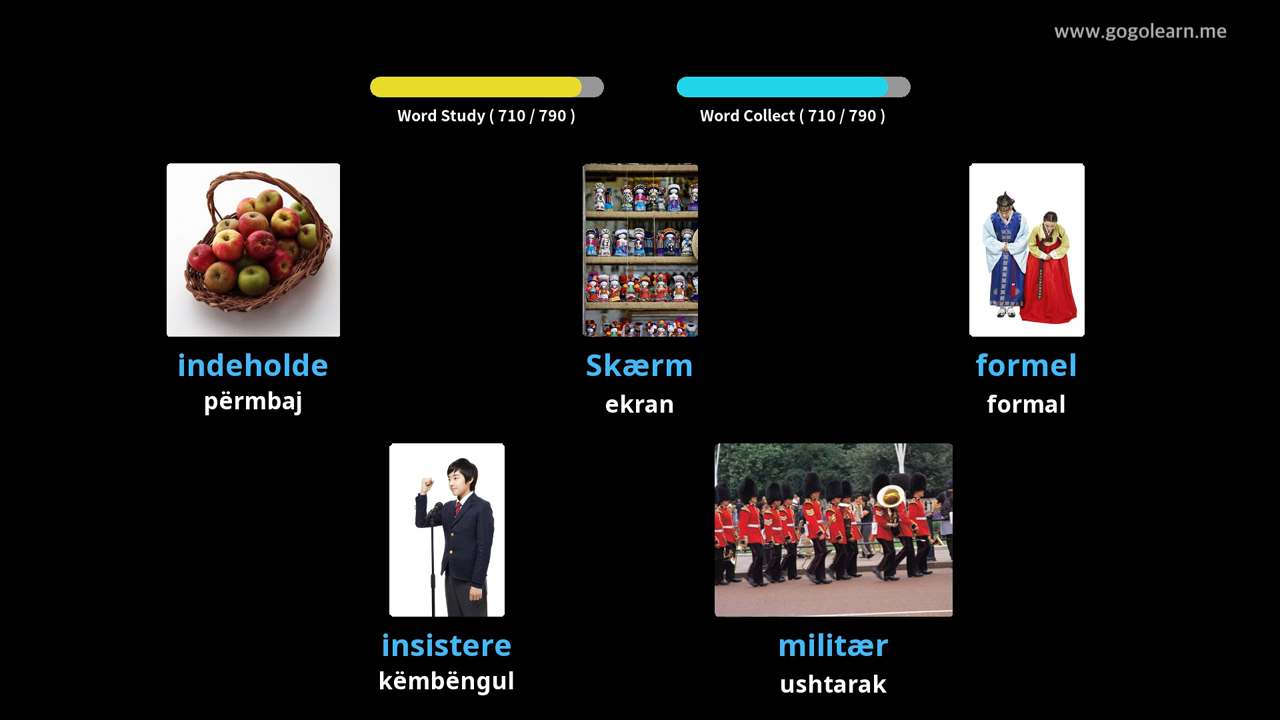 www.gogolearn.me
Word Study ( 710 / 790 )
Word Collect ( 710 / 790 )
indeholde
përmbaj
Skærm
ekran
formel
formal
insistere
këmbëngul
militær
ushtarak